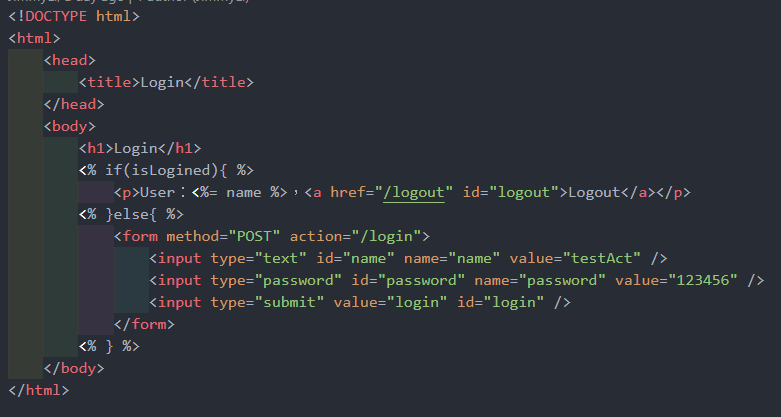 <!DOCTYPE html>
<html>
<head>
<title>Login</title>
</head>
<body>
<h1>Login</h1>
<% if(isLogined){ %>
<p>User：<%= name %>，<a href="/logout" id="logout">Logout</a></p>
<% }else{ %>
<form method="POST" action="/login">
<input type="text" id="name" name="name" value="testAct" />
<input type="password" id="password" name="password" value="123456" />
<input type="submit" value="login" id="login" />
</form>
<% } %>
</body>
</html>